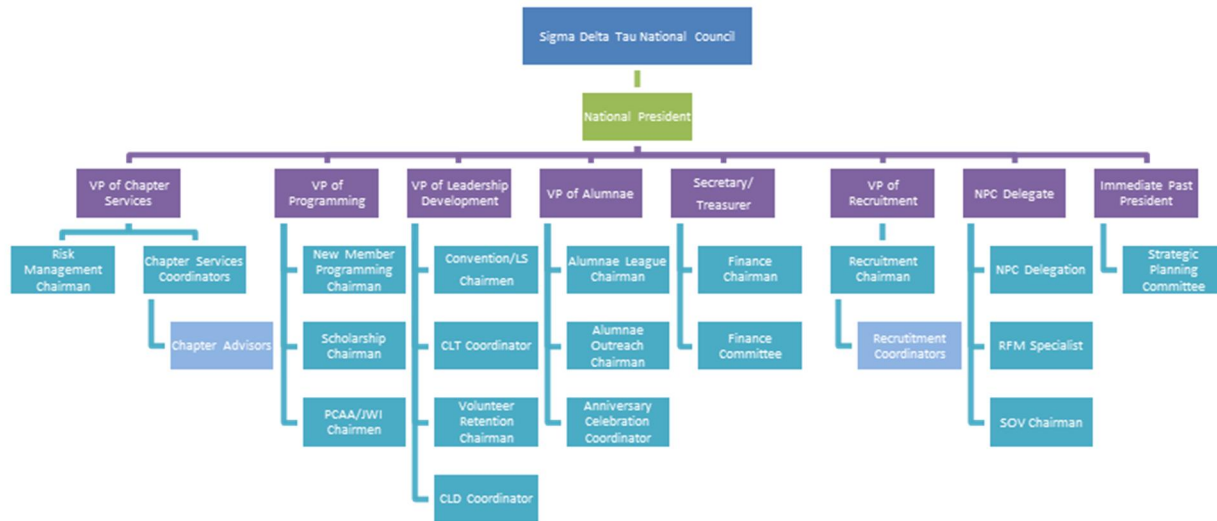 Sigma Delta Tau National Council
National President
VP of Chapter
Services
VP of
Programming
VP of Leadership
Development
VP of Alumnae
Secretary/
Treasurer
VP of
Recruitment
NPC Delegate
Immediate Past
President
Risk
Management
Chairman
Chapter Services
Coordinators
New Member
Programming
Chairman
Convention/LS
Chairmen
Alumnae League
Chairman
Finance
Chairman
Recruitment
Chairman
NPC Delegation
Strategic
Planning
Committee
Chapter Advisors
Scholarship
Chairman
CLT Coordinator
Alumnae
Outreach
Chairman
Finance
Committee
Recrutitment
Coordinators
RFM Specialist
PCAA/JWI
Chairmen
Volunteer
Retention
Chairman
Anniversary
Celebration
Coordinator
SOV Chairman
CLD Coordinator